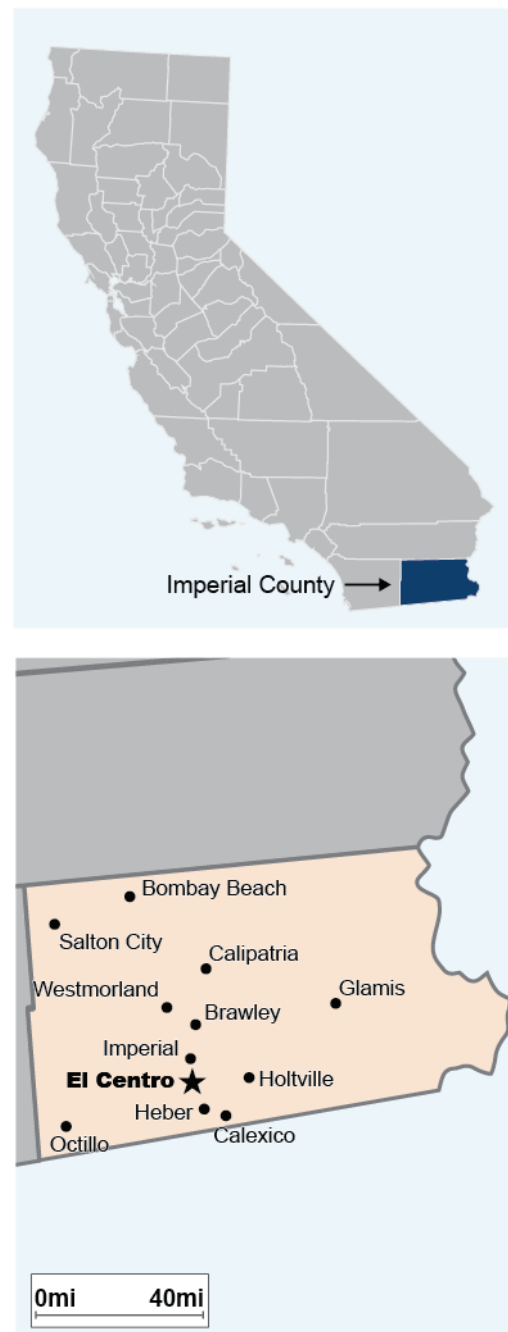 Imperial County
Bombay Beach
Salton City
Calipatria
Westmorland
Glamis
Brawley
Imperial
El Centro
Holtville
Heber
Calexico
Octillo
0mi 40mi